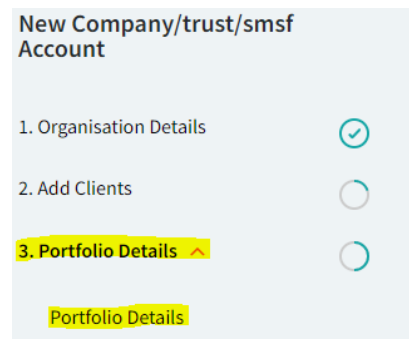 New Company/trust/smsf
Account
1. Organisation Details
2. Add Clients
3. Portfolio Details
Portfolio Details